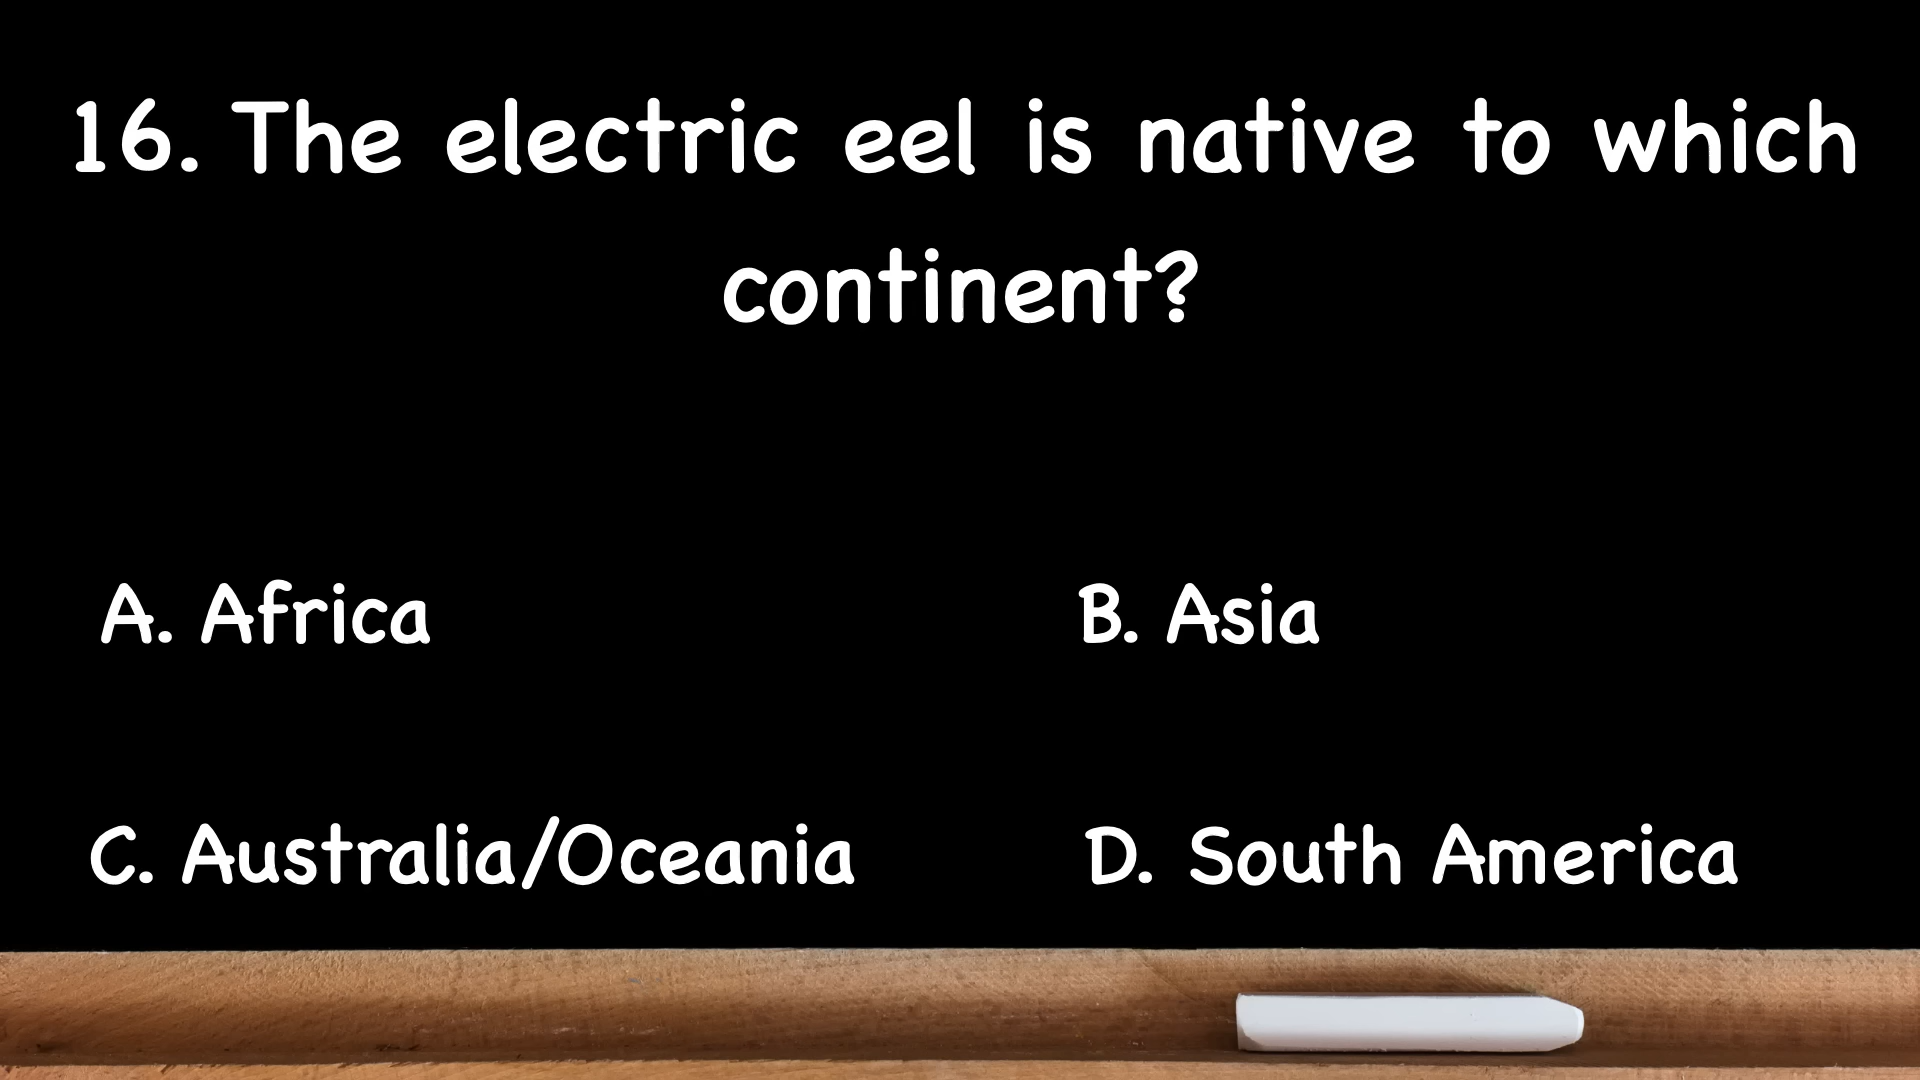 16. The electric eel is native to which
continent?
A. Africa
B. Asia
C. Australia/Oceania
D. South America